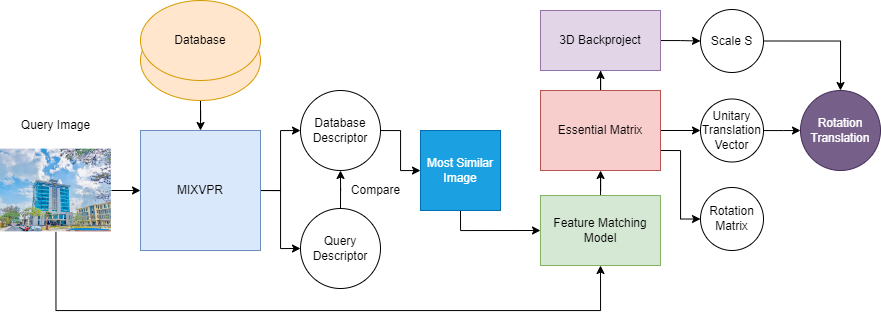 Database
Query Image
MIXVPR
Database
Descriptor
Compare
Query
Descriptor
Most Similar
Image
3D Backproject
Essential Matrix
Feature Matching
Model
Scale S
Unitary
Translation
Vector
Rotation
Matrix
Rotation
Translation